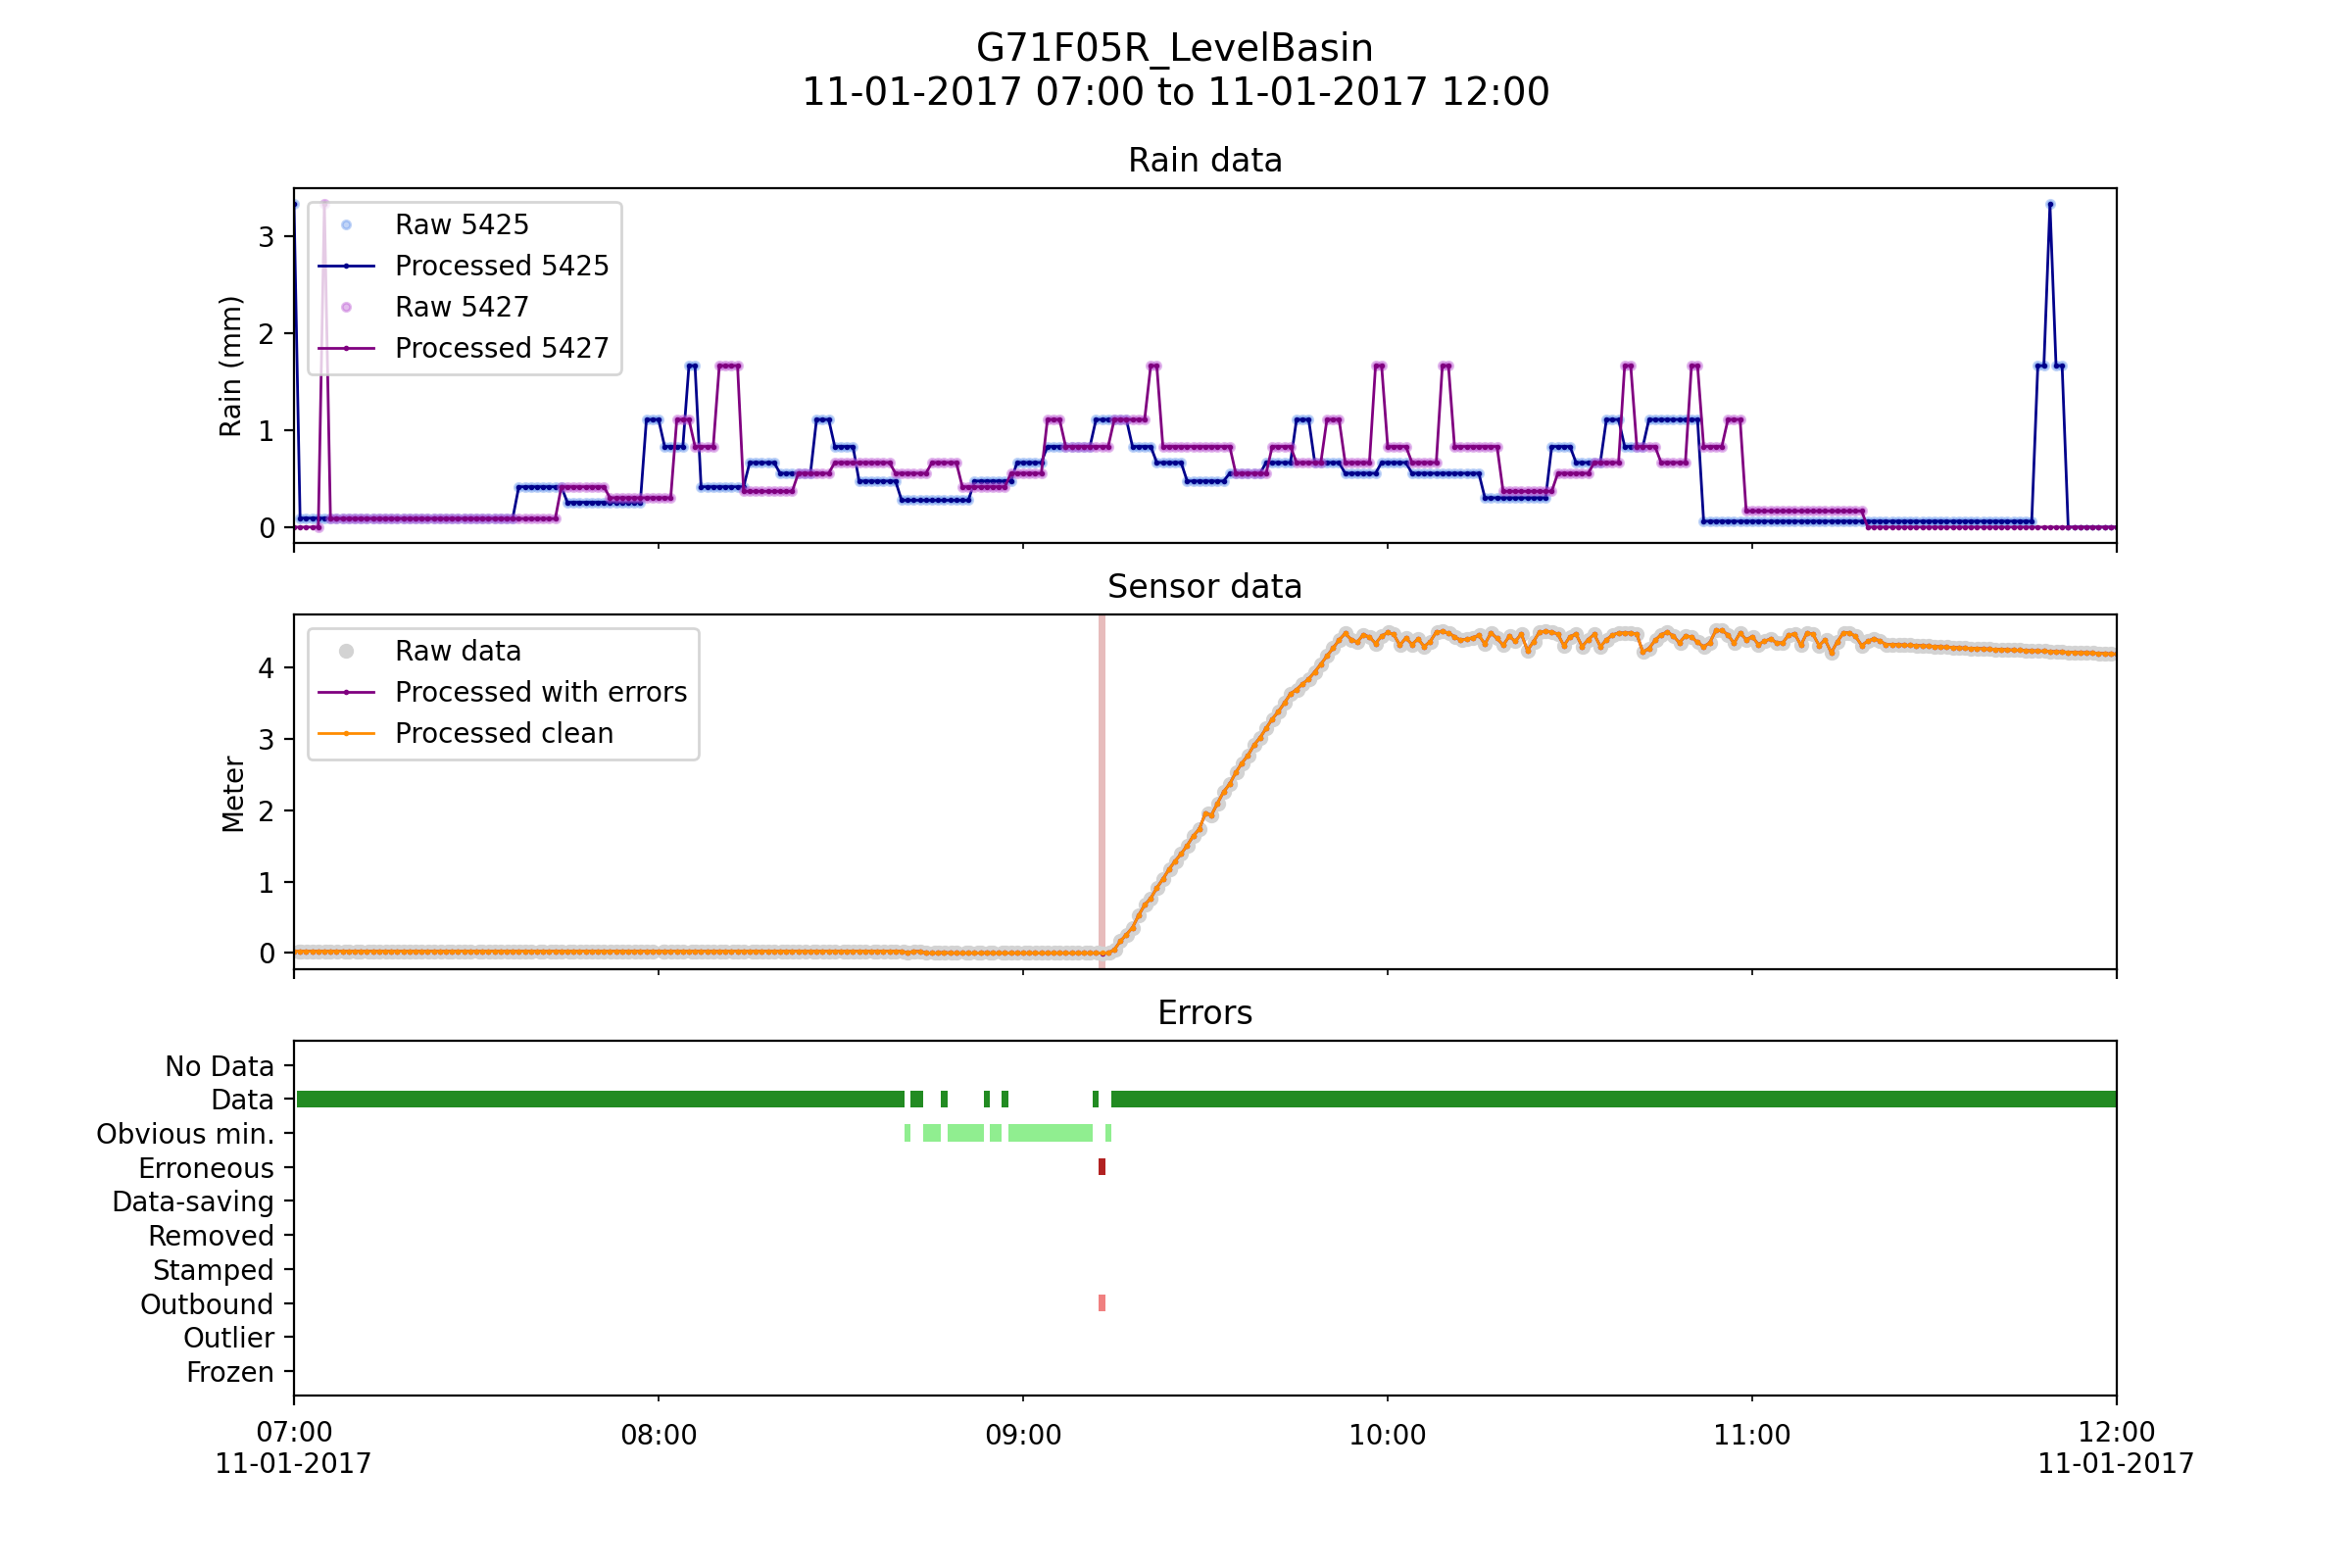 G71F05R_LevelBasin
11-01-2017 07:00 to 11-01-2017 12:00
Rain data
Rain (mm)
3
2
1
0
Raw 5425
Processed 5425
Raw 5427
Processed 5427
Sensor data
Meter
4
3
2
1
0
Raw data
Processed with errors
Processed clean
Errors
No Data
Data
Obvious min.
Erroneous
Data-saving
Removed
Stamped
Outbound
Outlier
Frozen
07:00
11-01-2017
08:00
09:00
10:00
11:00
12:00
11-01-2017